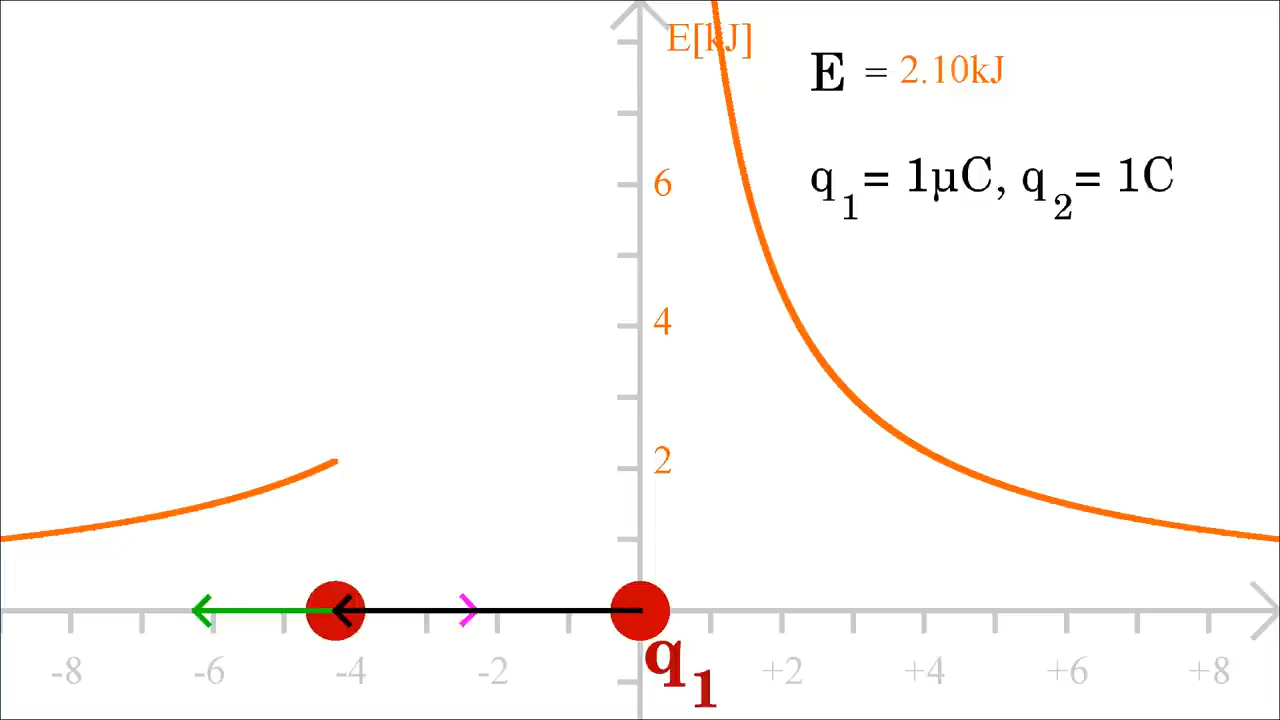 E[kJ]
E = 2.10kJ
q1= 1µC, q2= 1C
6
4
2
q1
-8 -6 -4 -2 +2 +4 +6 +8